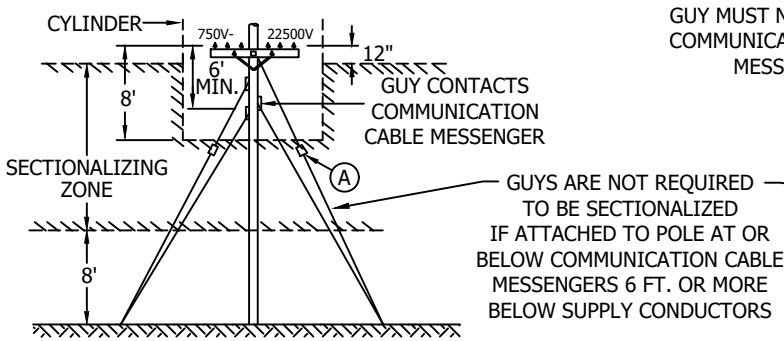 CYLINDER
750V-
22500V
12"
6'
MIN.
8'
GUY CONTACTS
COMMUNICATION
CABLE MESSENGER
SECTIONALIZING
ZONE
A
8'
GUYS ARE NOT REQUIRED
TO BE SECTIONALIZED
IF ATTACHED TO POLE AT OR
BELOW COMMUNICATION CABLE
MESSENGERS 6 FT. OR MORE
BELOW SUPPLY CONDUCTORS
GUY MUST N
COMMUNICA
MESS